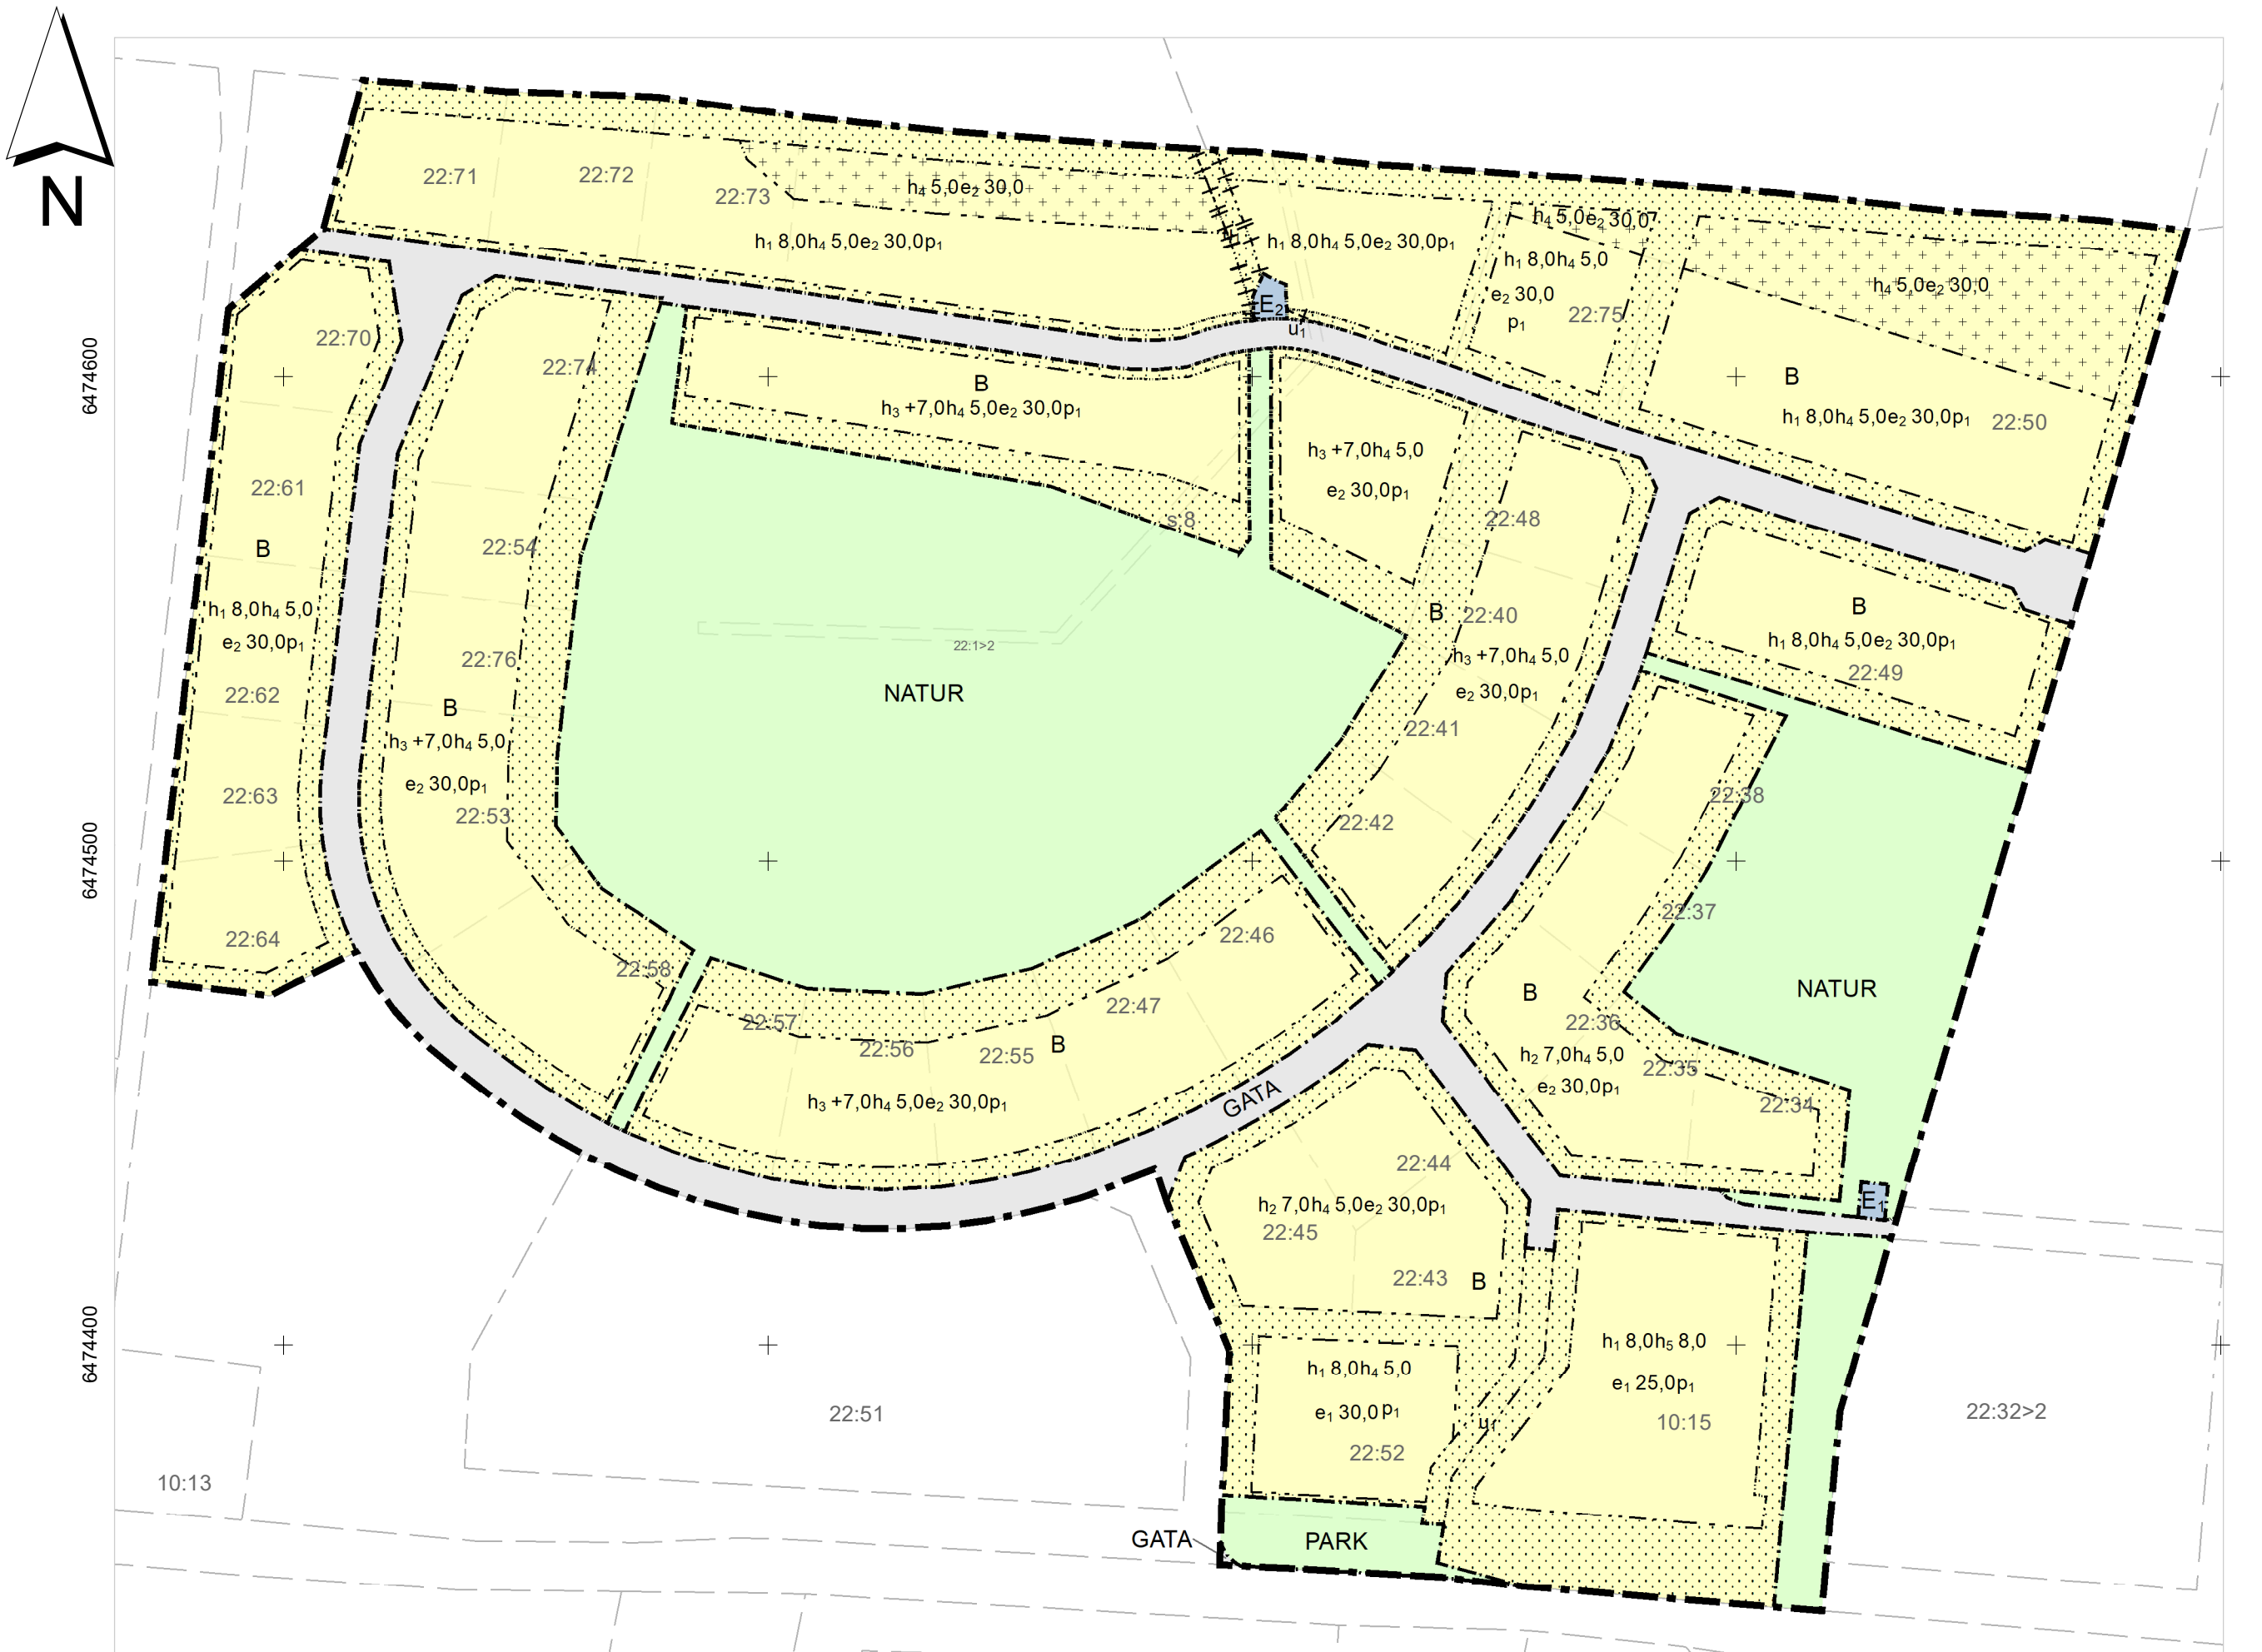 N
22:71
22:72
22:73
h4 5,0e2 30,0
h1 8,0h4 5,0e2 30,0p1
h1 8,0h4 5,0e2 30,0p1
h4 5,0e2 30,0
h1 8,0h4 5,0
e2 30,0
p1
22:75
h4 5,0e2 30,0
E2
u1
22:70
22:74
6474600
B
h3 +7,0h4 5,0e2 30,0p1
B
h1 8,0h4 5,0e2 30,0p1
22:50
h3 +7,0h4 5,0
e2 30,0p1
22:61
s:8
22:48
B
22:54
h1 8,0h4 5,0
e2 30,0p1
B
22:40
B
h1 8,0h4 5,0e2 30,0p1
22:49
22:1>2
h3 +7,0h4 5,0
e2 30,0p1
22:76
22:62
NATUR
B
h3 +7,0h4 5,0
e2 30,0p1
22:53
22:41
22:63
22:38
22:42
6474500
22:37
22:64
22:46
22:58
NATUR
B
22:47
22:57
22:56
22:55
B
22:36
h2 7,0h4 5,0
e2 30,0p1
22:35
22:34
h3 +7,0h4 5,0e2 30,0p1
GATA
22:44
h2 7,0h4 5,0e2 30,0p1
22:45
E1
22:43
B
6474400
h1 8,0h4 5,0
e1 30,0p1
22:52
h1 8,0h5 8,0
e1 25,0p1
10:15
u1
22:51
22:32>2
10:13
GATA
PARK